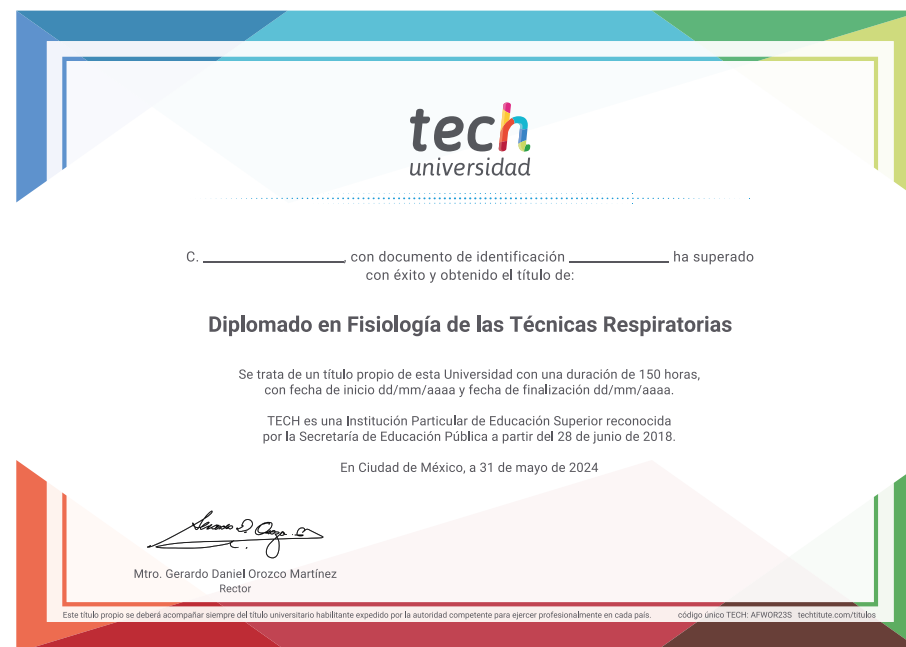 tech
universidad
C. ____________, con documento de identificación ____________ ha superado
con éxito y obtenido el título de:
Diplomado en Fisiología de las Técnicas Respiratorias
Se trata de un título propio de esta Universidad con una duración de 150 horas,
con fecha de inicio dd/mm/aaaa y fecha de finalización dd/mm/aaaa.
TECH es una Institución Particular de Educación Superior reconocida
por la Secretaría de Educación Pública a partir del 28 de junio de 2018.
En Ciudad de México, a 31 de mayo de 2024
Mtro. Gerardo Daniel Orozco Martínez
Rector
Este título propio se deberá acompañar siempre del título universitario habilitante expedido por la autoridad competente para ejercer profesionalmente en cada país. código único TECH: AFWOR23S techtitute.com/titulos